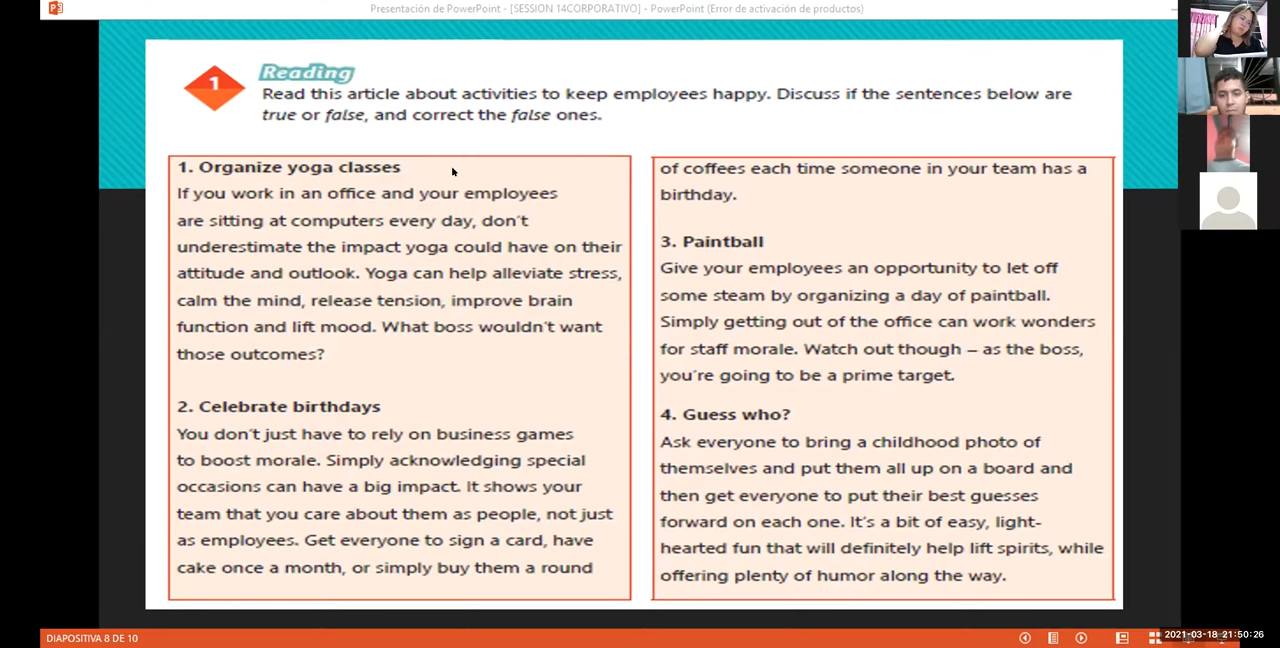 Presentación de PowerPoint - [SESSION 14CORPORATIVO] - PowerPoint (Error de activación de productos)
1
Reading
Read this article about activities to keep employees happy. Discuss if the sentences below are
true or false, and correct the false ones.
1. Organize yoga classes
If you work in an office and your employees
are sitting at computers every day, don't
underestimate the impact yoga could have on their
attitude and outlook. Yoga can help alleviate stress,
calm the mind, release tension, improve brain
function and lift mood. What boss wouldn't want
those outcomes?
2. Celebrate birthdays
You don't just have to rely on business games
to boost morale. Simply acknowledging special
occasions can have a big impact. It shows your
team that you care about them as people, not just
as employees. Get everyone to sign a card, have
cake once a month, or simply buy them a round
of coffees each time someone in your team has a
birthday.
3. Paintball
Give your employees an opportunity to let off
some steam by organizing a day of paintball.
Simply getting out of the office can work wonders
for staff morale. Watch out though – as the boss,
you're going to be a prime target.
4. Guess who?
Ask everyone to bring a childhood photo of
themselves and put them all up on a board and
then get everyone to put their best guesses
forward on each one. It's a bit of easy, light-
hearted fun that will definitely help lift spirits, while
offering plenty of humor along the way.
DIAPOSITIVA 8 DE 10
2021-03-18 21:50:26